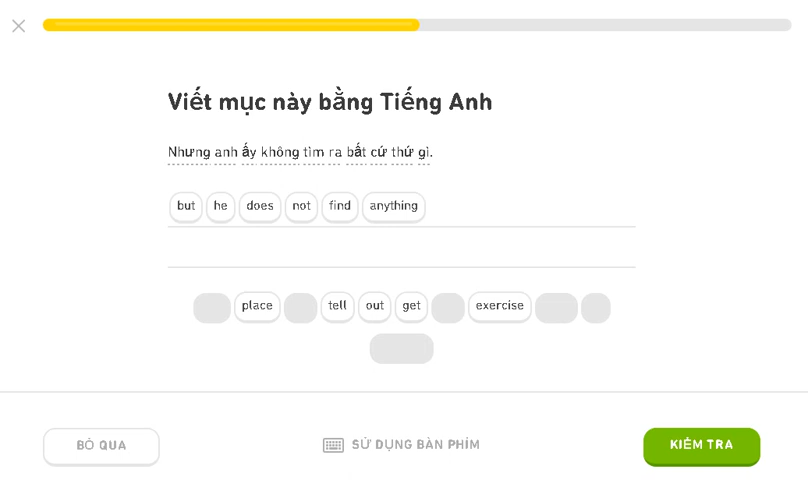 Viết mục này bằng Tiếng Anh
Nhưng anh ấy không tìm ra bất cứ thứ gì.
but he does not find anything
place tell out get exercise
BỎ QUA SỬ DỤNG BÀN PHÍM KIỂM TRA